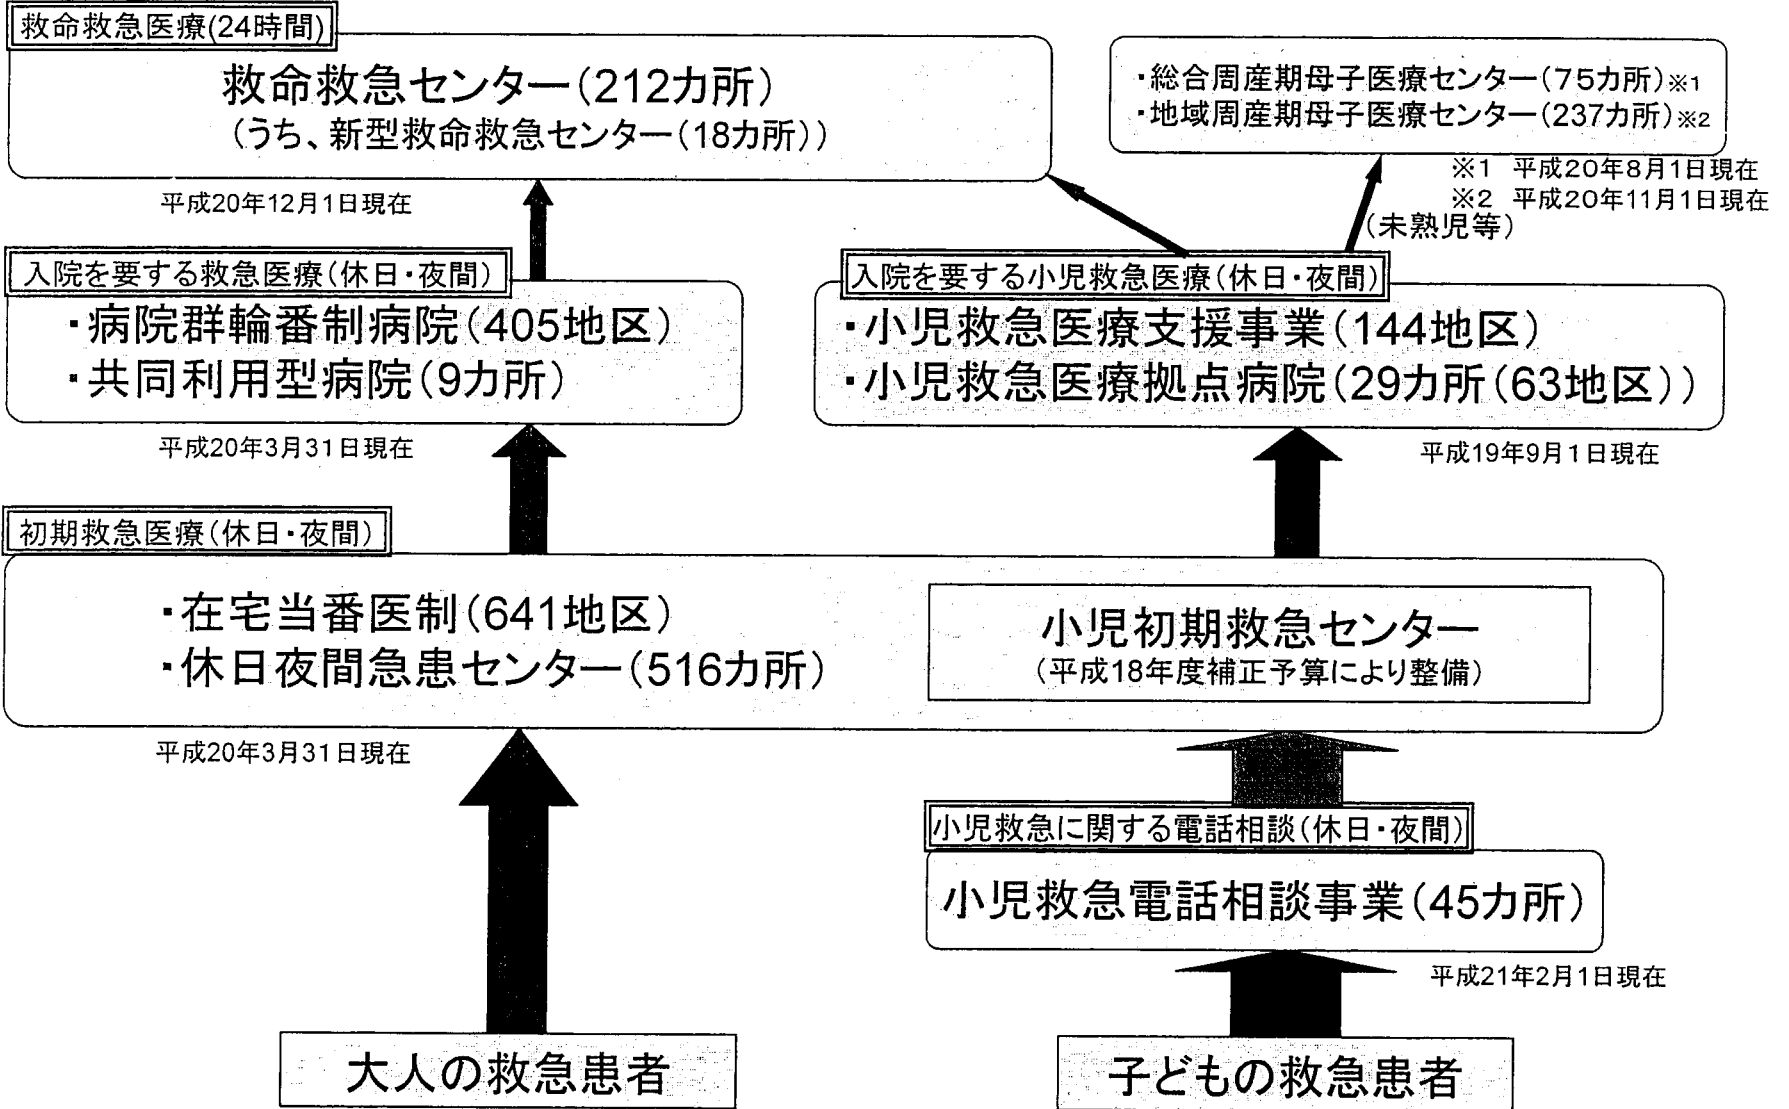 救命救急医療(24時間)
救命救急センター(212カ所)
(うち、新型救命救急センター(18カ所))
平成20年12月1日現在
・総合周産期母子医療センター(75カ所)※1
・地域周産期母子医療センター(237カ所)※2
※1 平成20年8月1日現在
※2 平成20年11月1日現在
(未熟児等)
入院を要する救急医療(休日・夜間)
・病院群輪番制病院(405地区)
・共同利用型病院(9カ所)
平成20年3月31日現在
入院を要する小児救急医療(休日・夜間)
・小児救急医療支援事業(144地区)
・小児救急医療拠点病院(29カ所(63地区))
平成19年9月1日現在
初期救急医療(休日・夜間)
・在宅当番医制(641地区)
・休日夜間急患センター(516カ所)
平成20年3月31日現在
小児初期救急センター
(平成18年度補正予算により整備)
小児救急に関する電話相談(休日・夜間)
小児救急電話相談事業(45カ所)
平成21年2月1日現在
大人の救急患者
子どもの救急患者